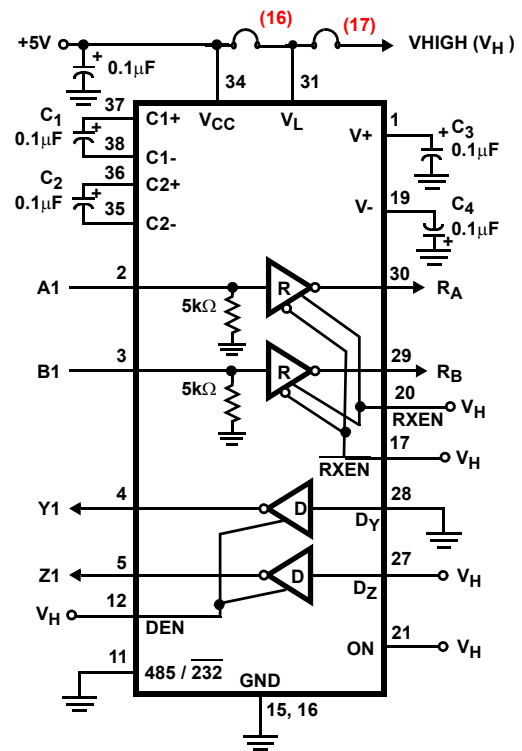 (16)
(17)
+5V
VHIGH (VH)
+ 0.1µF
34
31
37
C1
0.1µF
+
38
C1+
C1-
VCC
VL
V+
1
+
C3
0.1µF
36
C2
0.1µF
+
35
C2+
C2-
V-
19
C4
0.1µF
+
A1
2
5kΩ
R
30
RA
B1
3
5kΩ
R
29
RB
20
RXEN
VH
17
RXEN
VH
Y1
4
D
28
DY
Z1
5
D
27
DZ
VH
VH
12
DEN
21
ON
VH
11
485 / 232
GND
15, 16